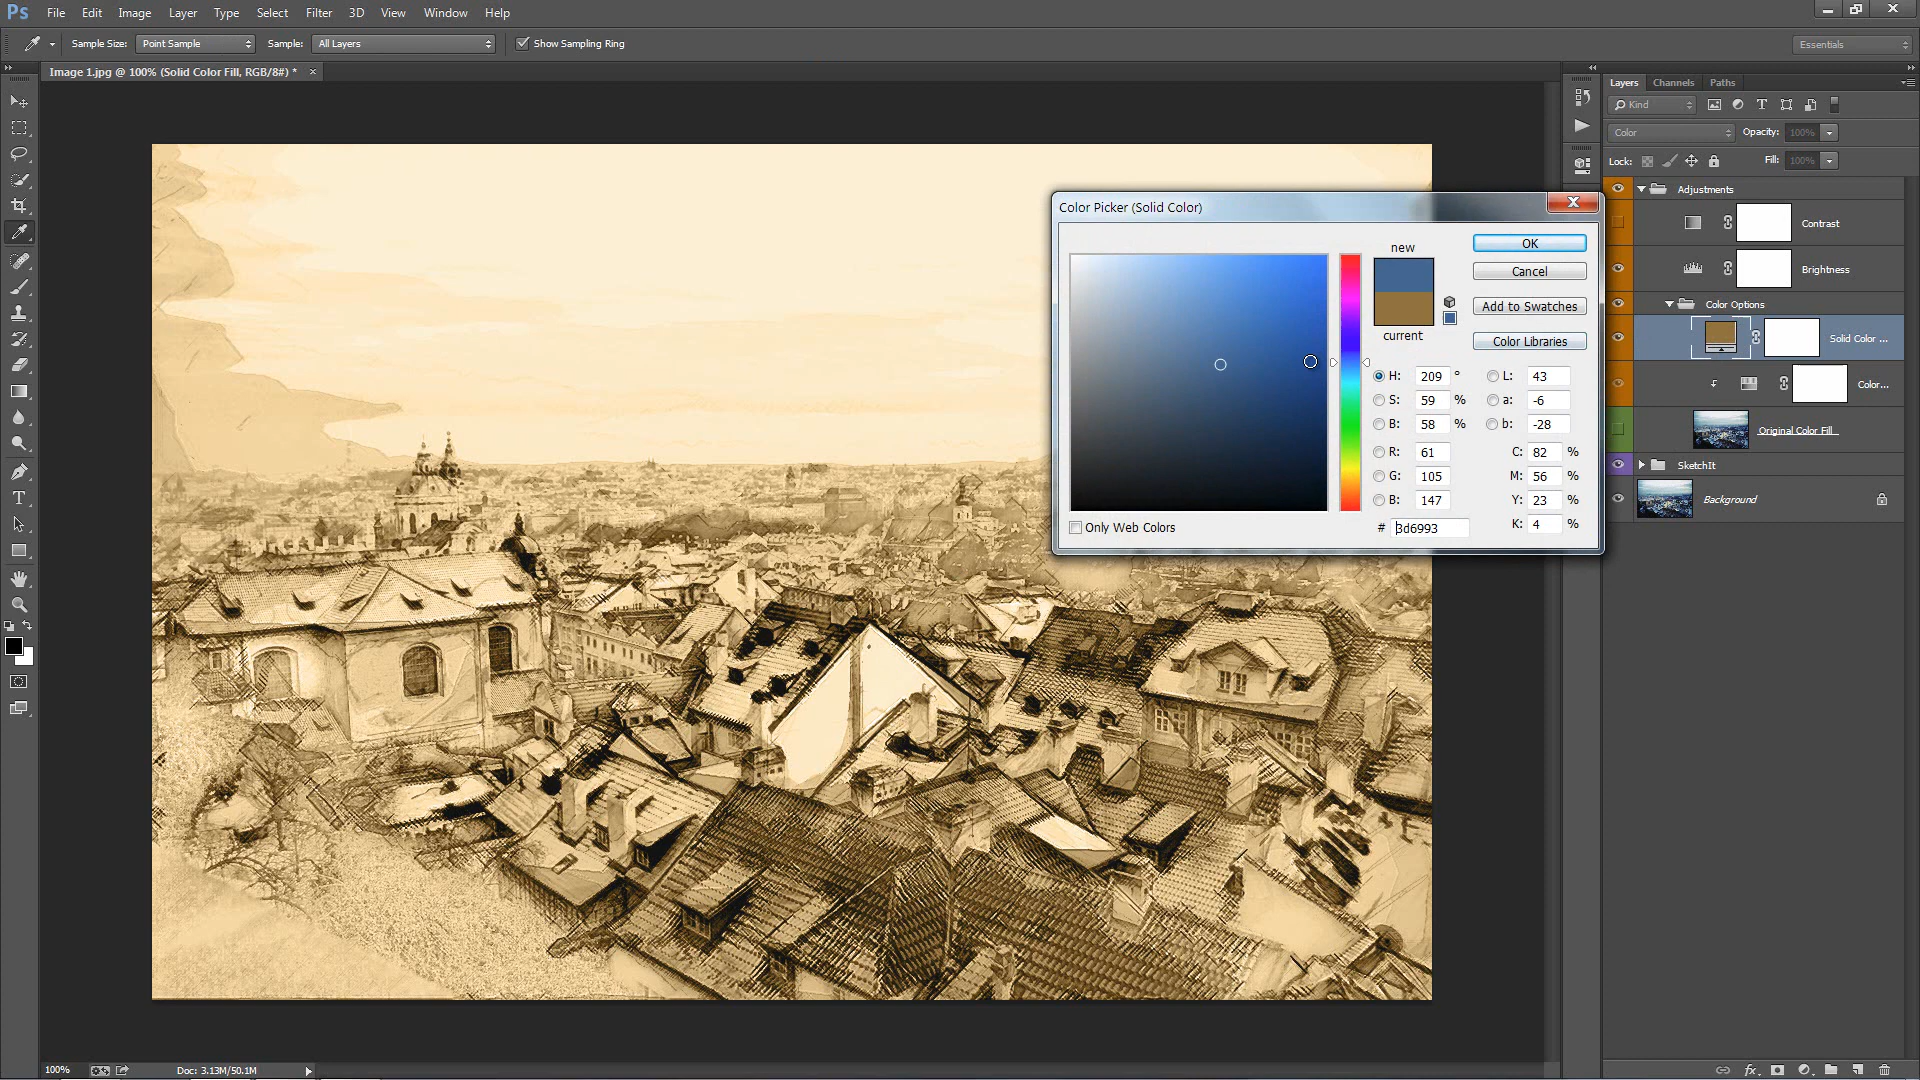 Ps File Edit Image Layer Type Select Filter 3D View Window Help
Sample Size: Point Sample Sample: All Layers Show Sampling Ring Essentials
Image 1.jpg @ 100% (Solid Color Fill, RGB/8#) * ×
Layers Channels Paths
Kind
Color Opacity: 100%
Lock: Fill: 100%
Adjustments
Contrast
Brightness
Color Options
Solid Color ...
Color...
Original Color Fill
SketchIt
Background
Color Picker (Solid Color)
new
current
OK
Cancel
Add to Swatches
Color Libraries
H: 209 ° L: 43
S: 59 % a: -6
B: 58 % b: -28
R: 61 C: 82 %
G: 105 M: 56 %
B: 147 Y: 23 %
# 3d6993 K: 4 %
Only Web Colors
T
100% Doc: 3.13M/50.1M
fx